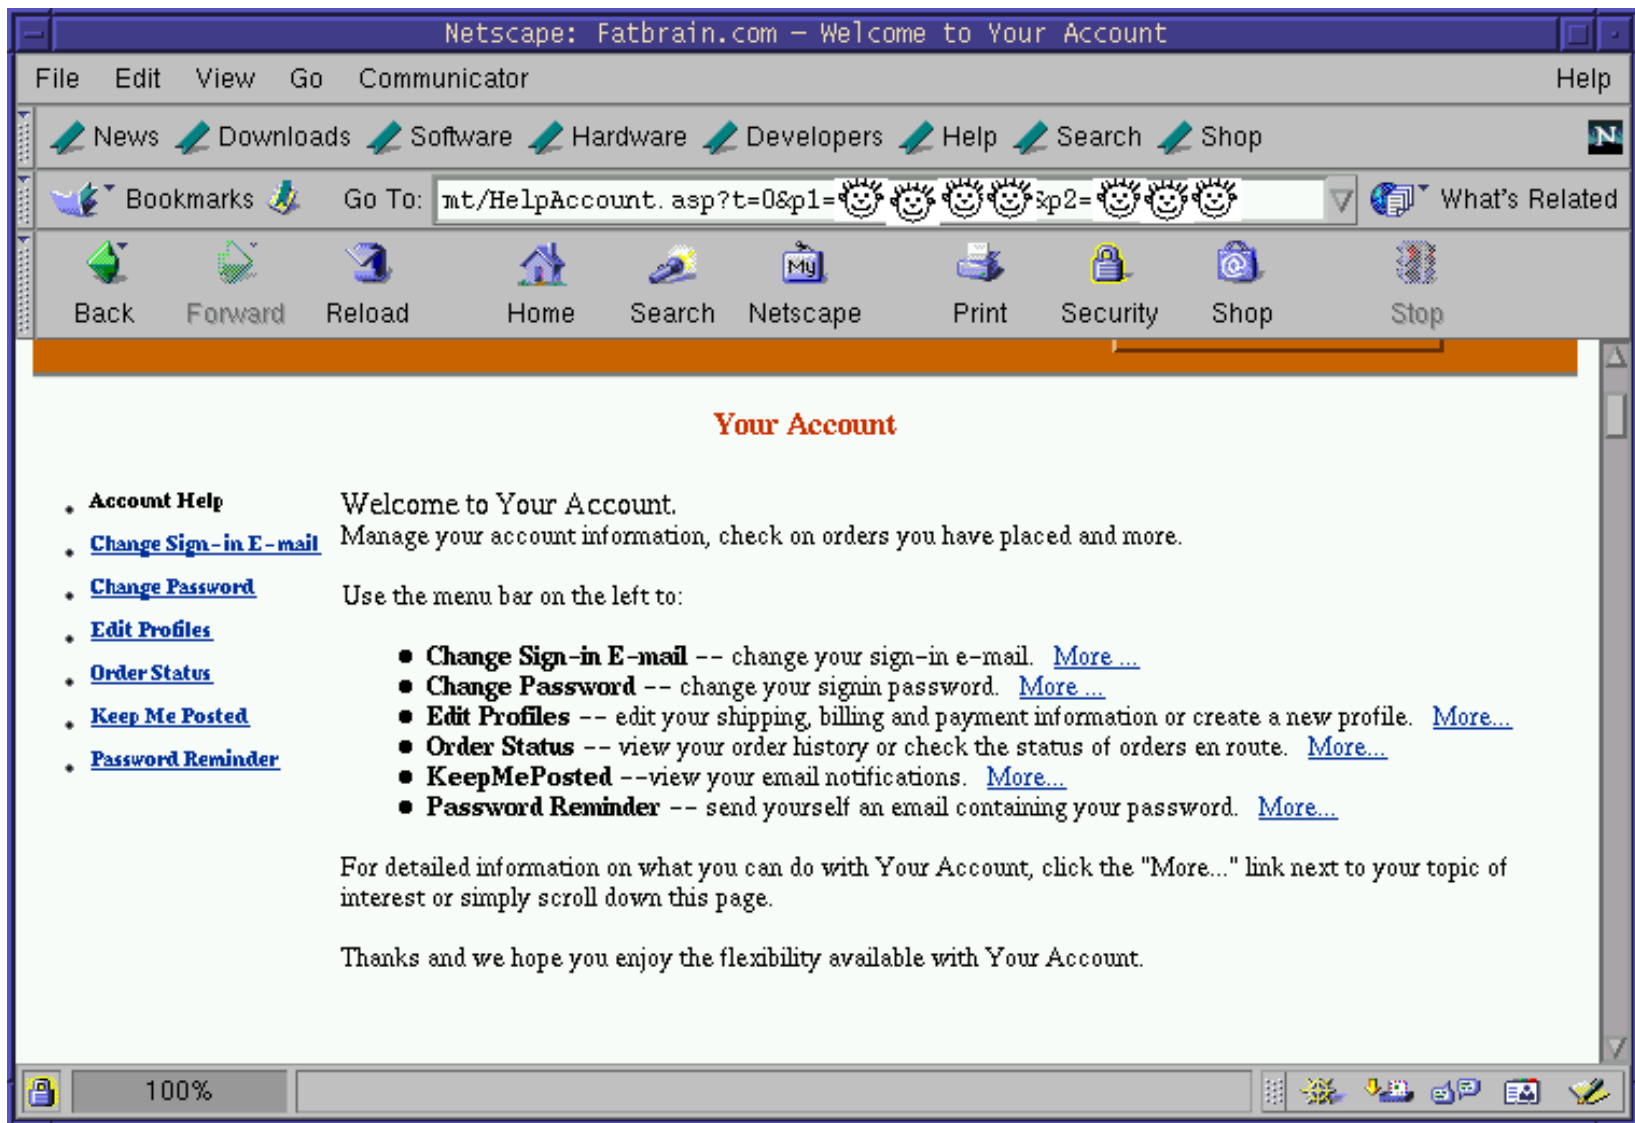 Netscape: Fatbrain.com – Welcome to Your Account
File Edit View Go Communicator Help
News Downloads Software Hardware Developers Help Search Shop N
Bookmarks Go To: mt/HelpAccount.asp?t=0&p1= &p2= What's Related
My
Back Forward Reload Home Search Netscape Print Security Shop Stop
Your Account
Account Help
Change Sign-in E-mail
Change Password
Edit Profiles
Order Status
Keep Me Posted
Password Reminder
Welcome to Your Account.
Manage your account information, check on orders you have placed and more.
Use the menu bar on the left to:
Change Sign-in E-mail -- change your sign-in e-mail. More ...
Change Password -- change your signin password. More ...
Edit Profiles -- edit your shipping, billing and payment information or create a new profile. More...
Order Status -- view your order history or check the status of orders en route. More...
KeepMePosted --view your email notifications. More...
Password Reminder -- send yourself an email containing your password. More...
For detailed information on what you can do with Your Account, click the "More..." link next to your topic of
interest or simply scroll down this page.
Thanks and we hope you enjoy the flexibility available with Your Account.
100%